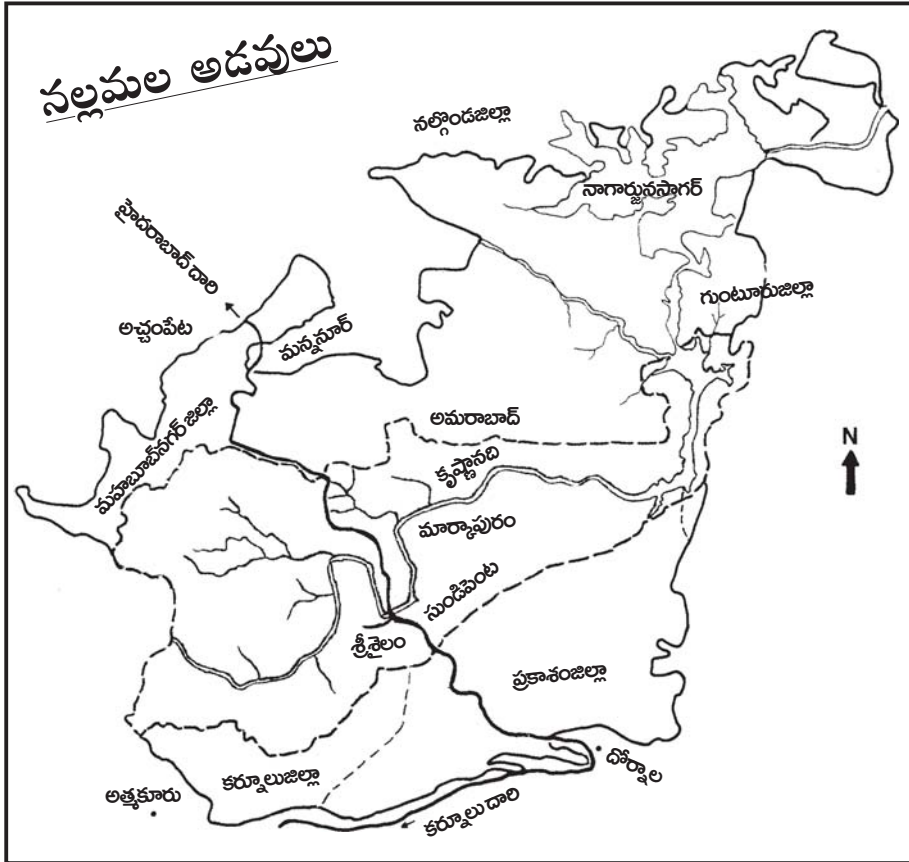 నల్లమల అడవులు
నల్గొండజిల్లా
నాగార్జునసాగర్
హైదరాబాద్ దారి
గుంటూరుజిల్లా
అచ్చంపేట
మన్ననూర్
మహబూబ్‌నగర్ జిల్లా
అమరాబాద్
N
కృష్ణానది
మార్కాపురం
సుండిపెంట
శ్రీశైలం
ప్రకాశంజిల్లా
దోర్నాల
కర్నూలుజిల్లా
అత్మకూరు
కర్నూలు దారి